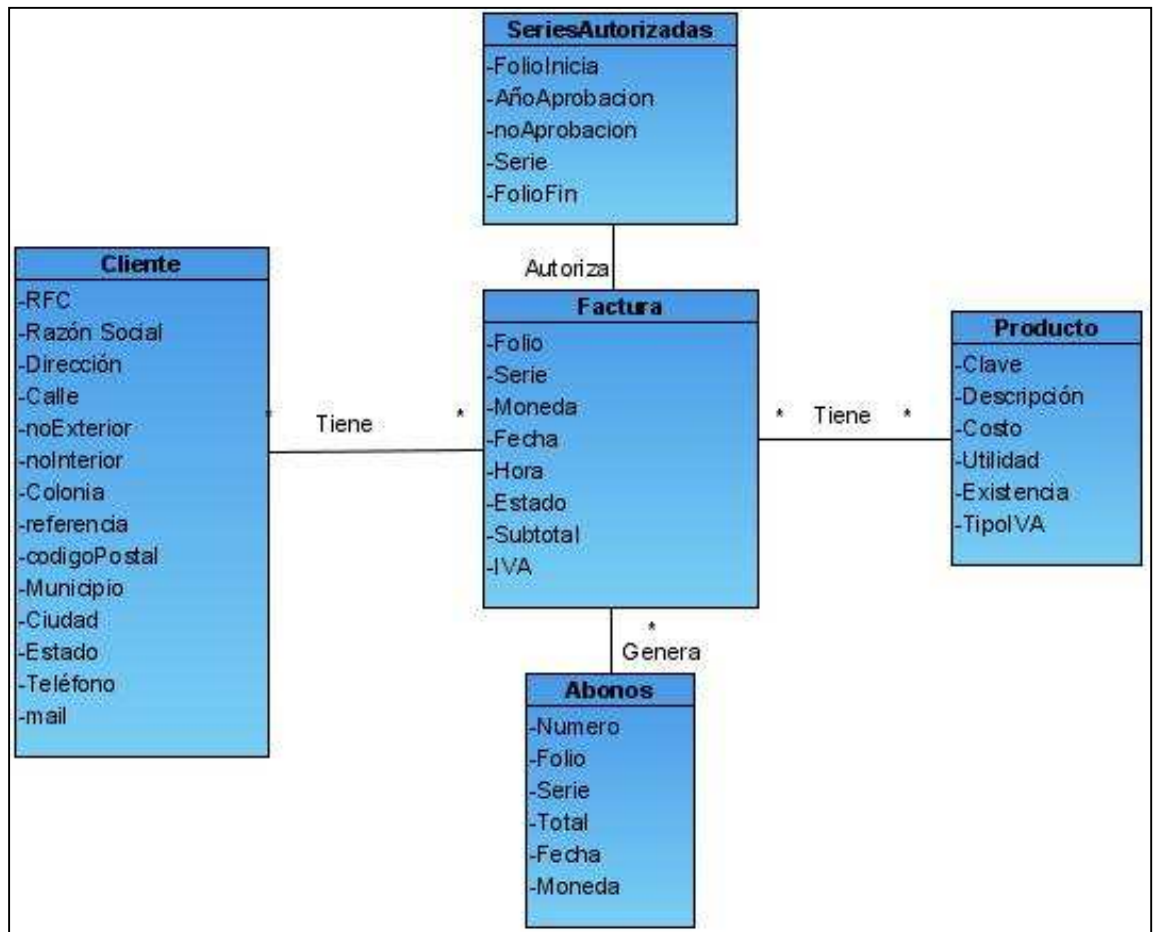 SeriesAutorizadas
-FolioInicia
-AñoAprobacion
-noAprobacion
-Serie
-FolioFin
Autoriza
Cliente
-RFC
-Razón Social
-Dirección
-Calle
-noExterior
-noInterior
-Colonia
-referencia
-codigoPostal
-Municipio
-Ciudad
-Estado
-Teléfono
-mail
* Tiene *
Factura
-Folio
-Serie
-Moneda
-Fecha
-Hora
-Estado
-Subtotal
-IVA
* Tiene *
Producto
-Clave
-Descripción
-Costo
-Utilidad
-Existencia
-TipoIVA
*
Genera
Abonos
-Numero
-Folio
-Serie
-Total
-Fecha
-Moneda